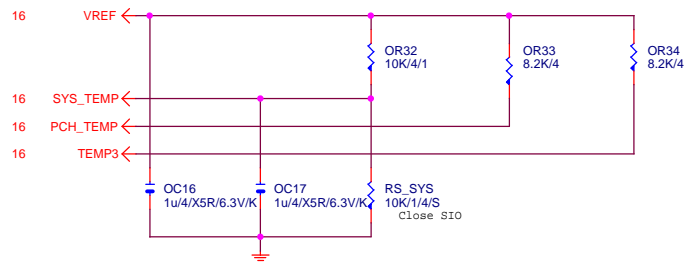 16 VREF
OR32
10K/4/1
OR33
8.2K/4
OR34
8.2K/4
16 SYS_TEMP
16 PCH_TEMP
16 TEMP3
OC16
1u/4/X5R/6.3V/K
OC17
1u/4/X5R/6.3V/K
RS_SYS
10K/1/4/S
Close SIO